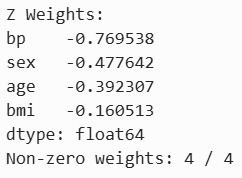 Z Weights:
bp    -0.769538
sex   -0.477642
age   -0.392307
bmi   -0.160513
dtype: float64
Non-zero weights: 4 / 4